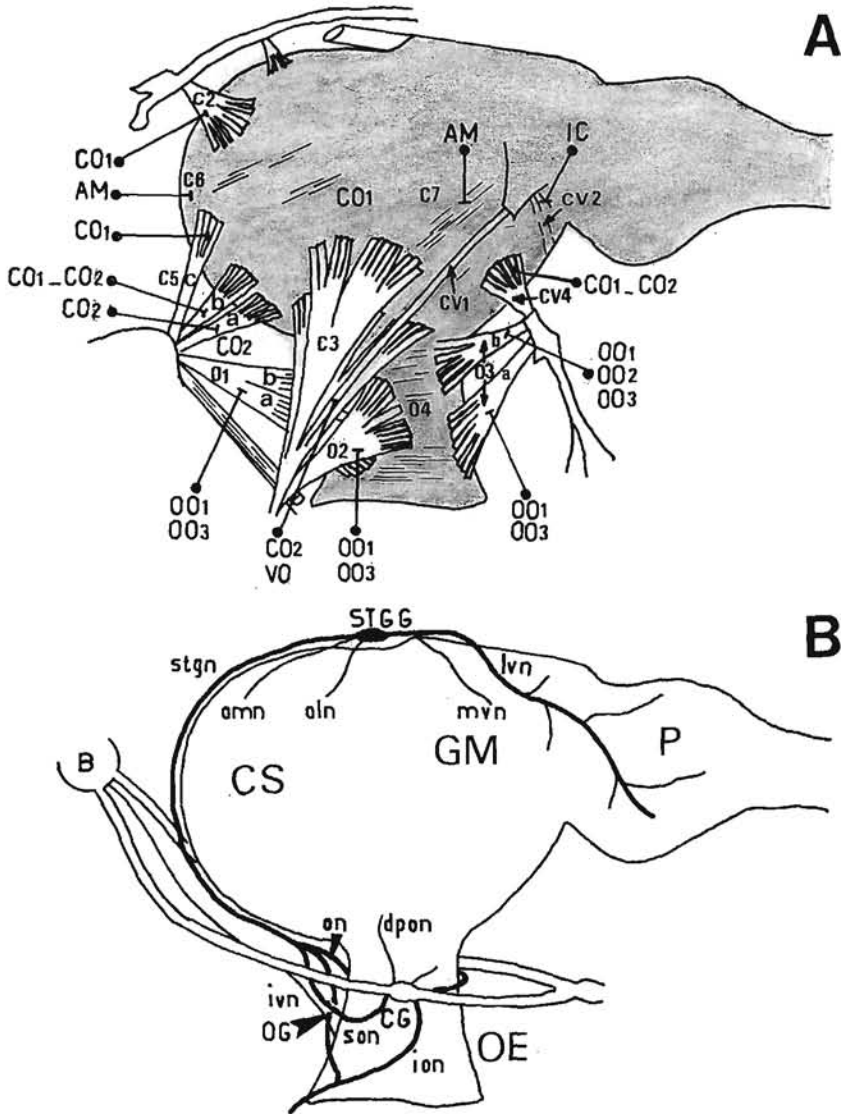 A
C2
CO1
AM
IC
AM
C6
CO1
C7
CV2
CO1
CO1_CO2
C5/c
b
CO2
a
CO2
O1
b
a
C3
CV1
CV4
CO1_CO2
b
O3
a
OO1
OO2
OO3
O4
O2
OO1
OO3
CO2
VO
OO1
OO3
OO1
OO3
B
STGG
stgn
lvn
amn
aln
mvn
B
CS
GM
P
on
dpon
ivn
OG
son
CG
ion
OE